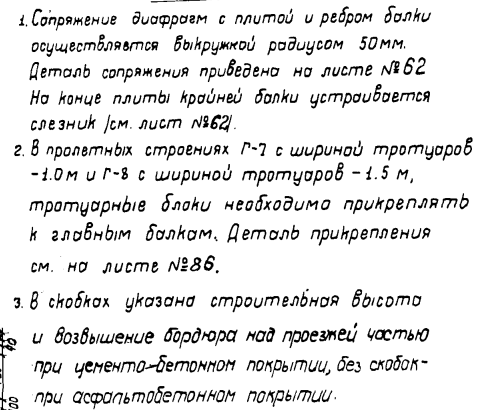 1. Сопряжение диафрагм с плитой и ребром балки
осуществляется выкружкой радиусом 50мм.
Деталь сопряжения приведена на листе №62
На конце плиты крайней балки устраивается
слезник /см. лист №62/.
2. В пролетных строениях Г-7 с шириной тротуаров
-1.0м и Г-8 с шириной тротуаров -1.5 м,
тротуарные блоки необходимо прикреплять
к главным балкам. Деталь прикрепления
см. на листе №86.
3. В скобках указана строительная высота
и возвышение бордюра над проезжей частью
при цементо-бетонном покрытии, без скобок-
при асфальтобетонном покрытии.